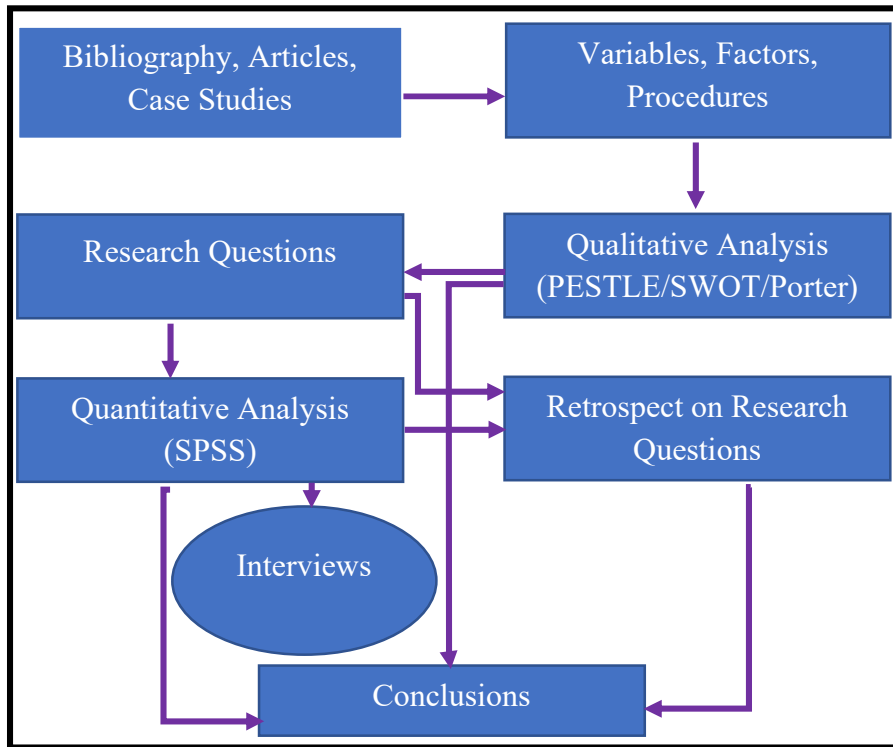 Bibliography, Articles,
Case Studies
Variables, Factors,
Procedures
Qualitative Analysis
(PESTLE/SWOT/Porter)
Research Questions
Quantitative Analysis
(SPSS)
Retrospect on Research
Questions
Interviews
Conclusions